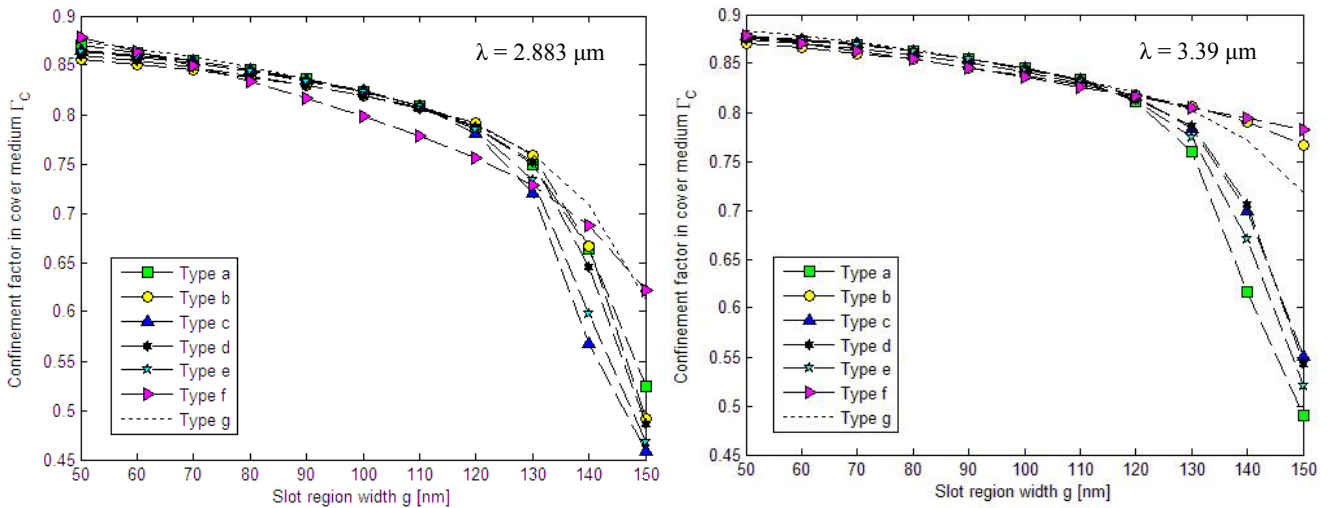 λ = 2.883 μm
Confinement factor in cover medium Γ_C
0.9
0.85
0.8
0.75
0.7
0.65
0.6
0.55
0.5
0.45
Type a
Type b
Type c
Type d
Type e
Type f
Type g
50 60 70 80 90 100 110 120 130 140 150
Slot region width g [nm]
λ = 3.39 μm
Confinement factor in cover medium Γ_C
0.9
0.85
0.8
0.75
0.7
0.65
0.6
0.55
0.5
0.45
Type a
Type b
Type c
Type d
Type e
Type f
Type g
50 60 70 80 90 100 110 120 130 140 150
Slot region width g [nm]